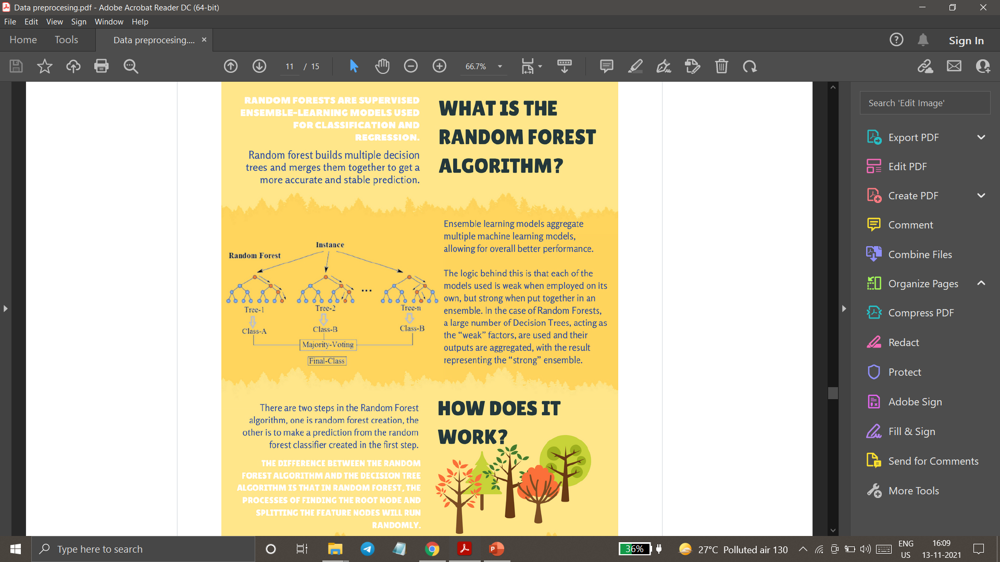 Data preprocesing.pdf - Adobe Acrobat Reader DC (64-bit)
File Edit View Sign Window Help
Home Tools Data preprocesing.... ×
Sign In
11 / 15
66.7%
RANDOM FORESTS ARE SUPERVISED
ENSEMBLE-LEARNING MODELS USED
FOR CLASSIFICATION AND
REGRESSION.
Random forest builds multiple decision
trees and merges them together to get a
more accurate and stable prediction.
WHAT IS THE
RANDOM FOREST
ALGORITHM?
Instance
Random Forest
...
Tree-1 Tree-2 Tree-n
Class-A Class-B Class-B
Majority-Voting
Final-Class
Ensemble learning models aggregate
multiple machine learning models,
allowing for overall better performance.
The logic behind this is that each of the
models used is weak when employed on its
own, but strong when put together in an
ensemble. In the case of Random Forests,
a large number of Decision Trees, acting as
the “weak” factors, are used and their
outputs are aggregated, with the result
representing the “strong” ensemble.
There are two steps in the Random Forest
algorithm, one is random forest creation, the
other is to make a prediction from the random
forest classifier created in the first step.
THE DIFFERENCE BETWEEN THE RANDOM
FOREST ALGORITHM AND THE DECISION TREE
ALGORITHM IS THAT IN RANDOM FOREST, THE
PROCESSES OF FINDING THE ROOT NODE AND
SPLITTING THE FEATURE NODES WILL RUN
RANDOMLY.
HOW DOES IT
WORK?
Search 'Edit Image'
Export PDF
Edit PDF
Create PDF
Comment
Combine Files
Organize Pages
Compress PDF
Redact
Protect
Adobe Sign
Fill & Sign
Send for Comments
More Tools
Type here to search
36%
27°C Polluted air 130
ENG
US
16:09
13-11-2021